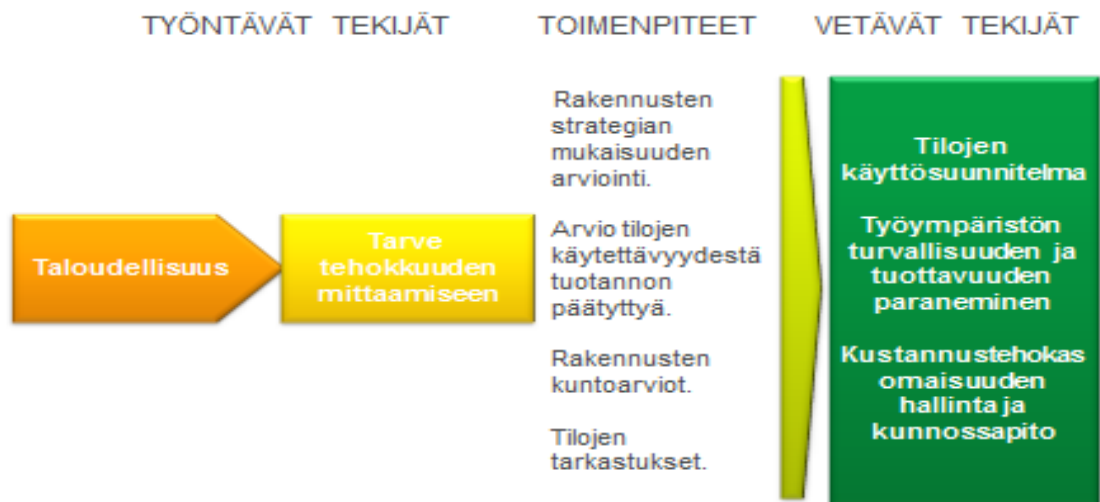 TYÖNTÄVÄT TEKIJÄT
TOIMENPITEET
VETÄVÄT TEKIJÄT
Taloudellisuus
Tarve
tehokkuuden
mittaamiseen
Rakennusten
strategian
mukaisuuden
arviointi.
Arvio tilojen
käytettävyydestä
tuotannon
päätyttyä.
Rakennusten
kuntoarviot.
Tilojen
tarkastukset.
Tilojen
käyttösuunnitelma
Työympäristön
turvallisuuden ja
tuottavuuden
paraneminen
Kustannustehokas
omaisuuden
hallinta ja
kunnossapito